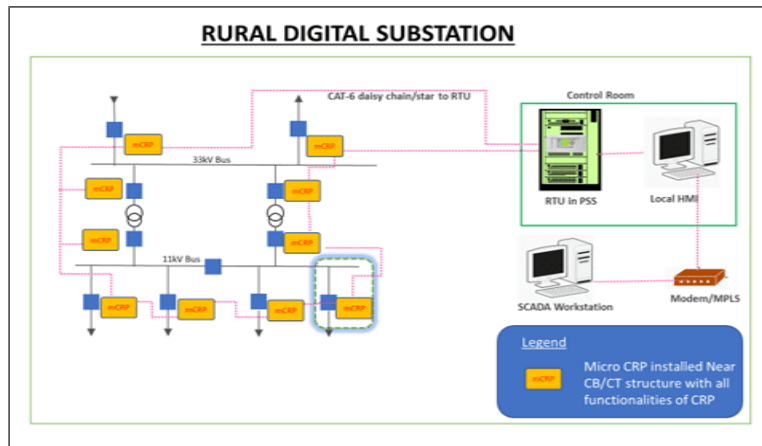 RURAL DIGITAL SUBSTATION
CAT-6 daisy chain/star to RTU
Control Room
mCRP
mCRP
33kV Bus
mCRP
mCRP
RTU in PSS
Local HMI
mCRP
mCRP
11kV Bus
mCRP
mCRP
mCRP
mCRP
SCADA Workstation
Modem/MPLS
Legend
mCRP
Micro CRP installed Near
CB/CT structure with all
functionalities of CRP